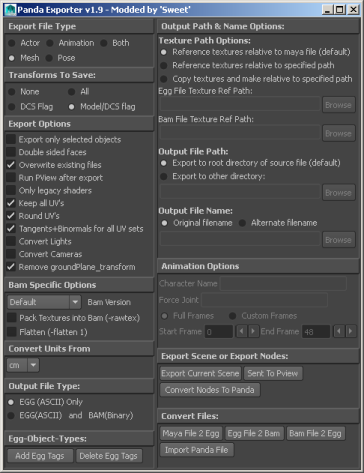 Panda Exporter v1.9 - Modded by 'Sweet'
Export File Type
Actor Animation Both
Mesh Pose
Transforms To Save:
None All
DCS Flag Model/DCS flag
Export Options
Export only selected objects
Double sided faces
Overwrite existing files
Run PView after export
Only legacy shaders
Keep all UV's
Round UV's
Tangents+Binormals for all UV sets
Convert Lights
Convert Cameras
Remove groundPlane_transform
Bam Specific Options
Default Bam Version
Pack Textures into Bam (-rawtex)
Flatten (-flatten 1)
Convert Units From
cm
Output File Type:
EGG (ASCII) Only
EGG(ASCII) and BAM(Binary)
Egg-Object-Types:
Add Egg Tags Delete Egg Tags
Output Path & Name Options:
Texture Path Options:
Reference textures relative to maya file (default)
Reference textures relative to specified path
Copy textures and make relative to specified path
Egg File Texture Ref Path:
Browse
Bam File Texture Ref Path:
Browse
Output File Path:
Export to root directory of source file (default)
Export to other directory:
Browse
Output File Name:
Original filename Alternate filename
Browse
Animation Options
Character Name
Force Joint
Full Frames Custom Frames
Start Frame 0 End Frame 48
Export Scene or Export Nodes:
Export Current Scene Sent To Pview
Convert Nodes To Panda
Convert Files:
Maya File 2 Egg Egg File 2 Bam Bam File 2 Egg
Import Panda File